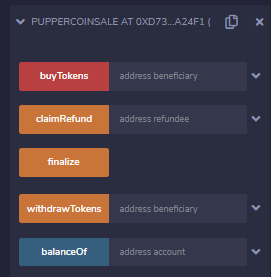 PUPPERCOINSALE AT 0XD73...A24F1 (
buyTokens address beneficiary
claimRefund address refundee
finalize
withdrawTokens address beneficiary
balanceOf address account